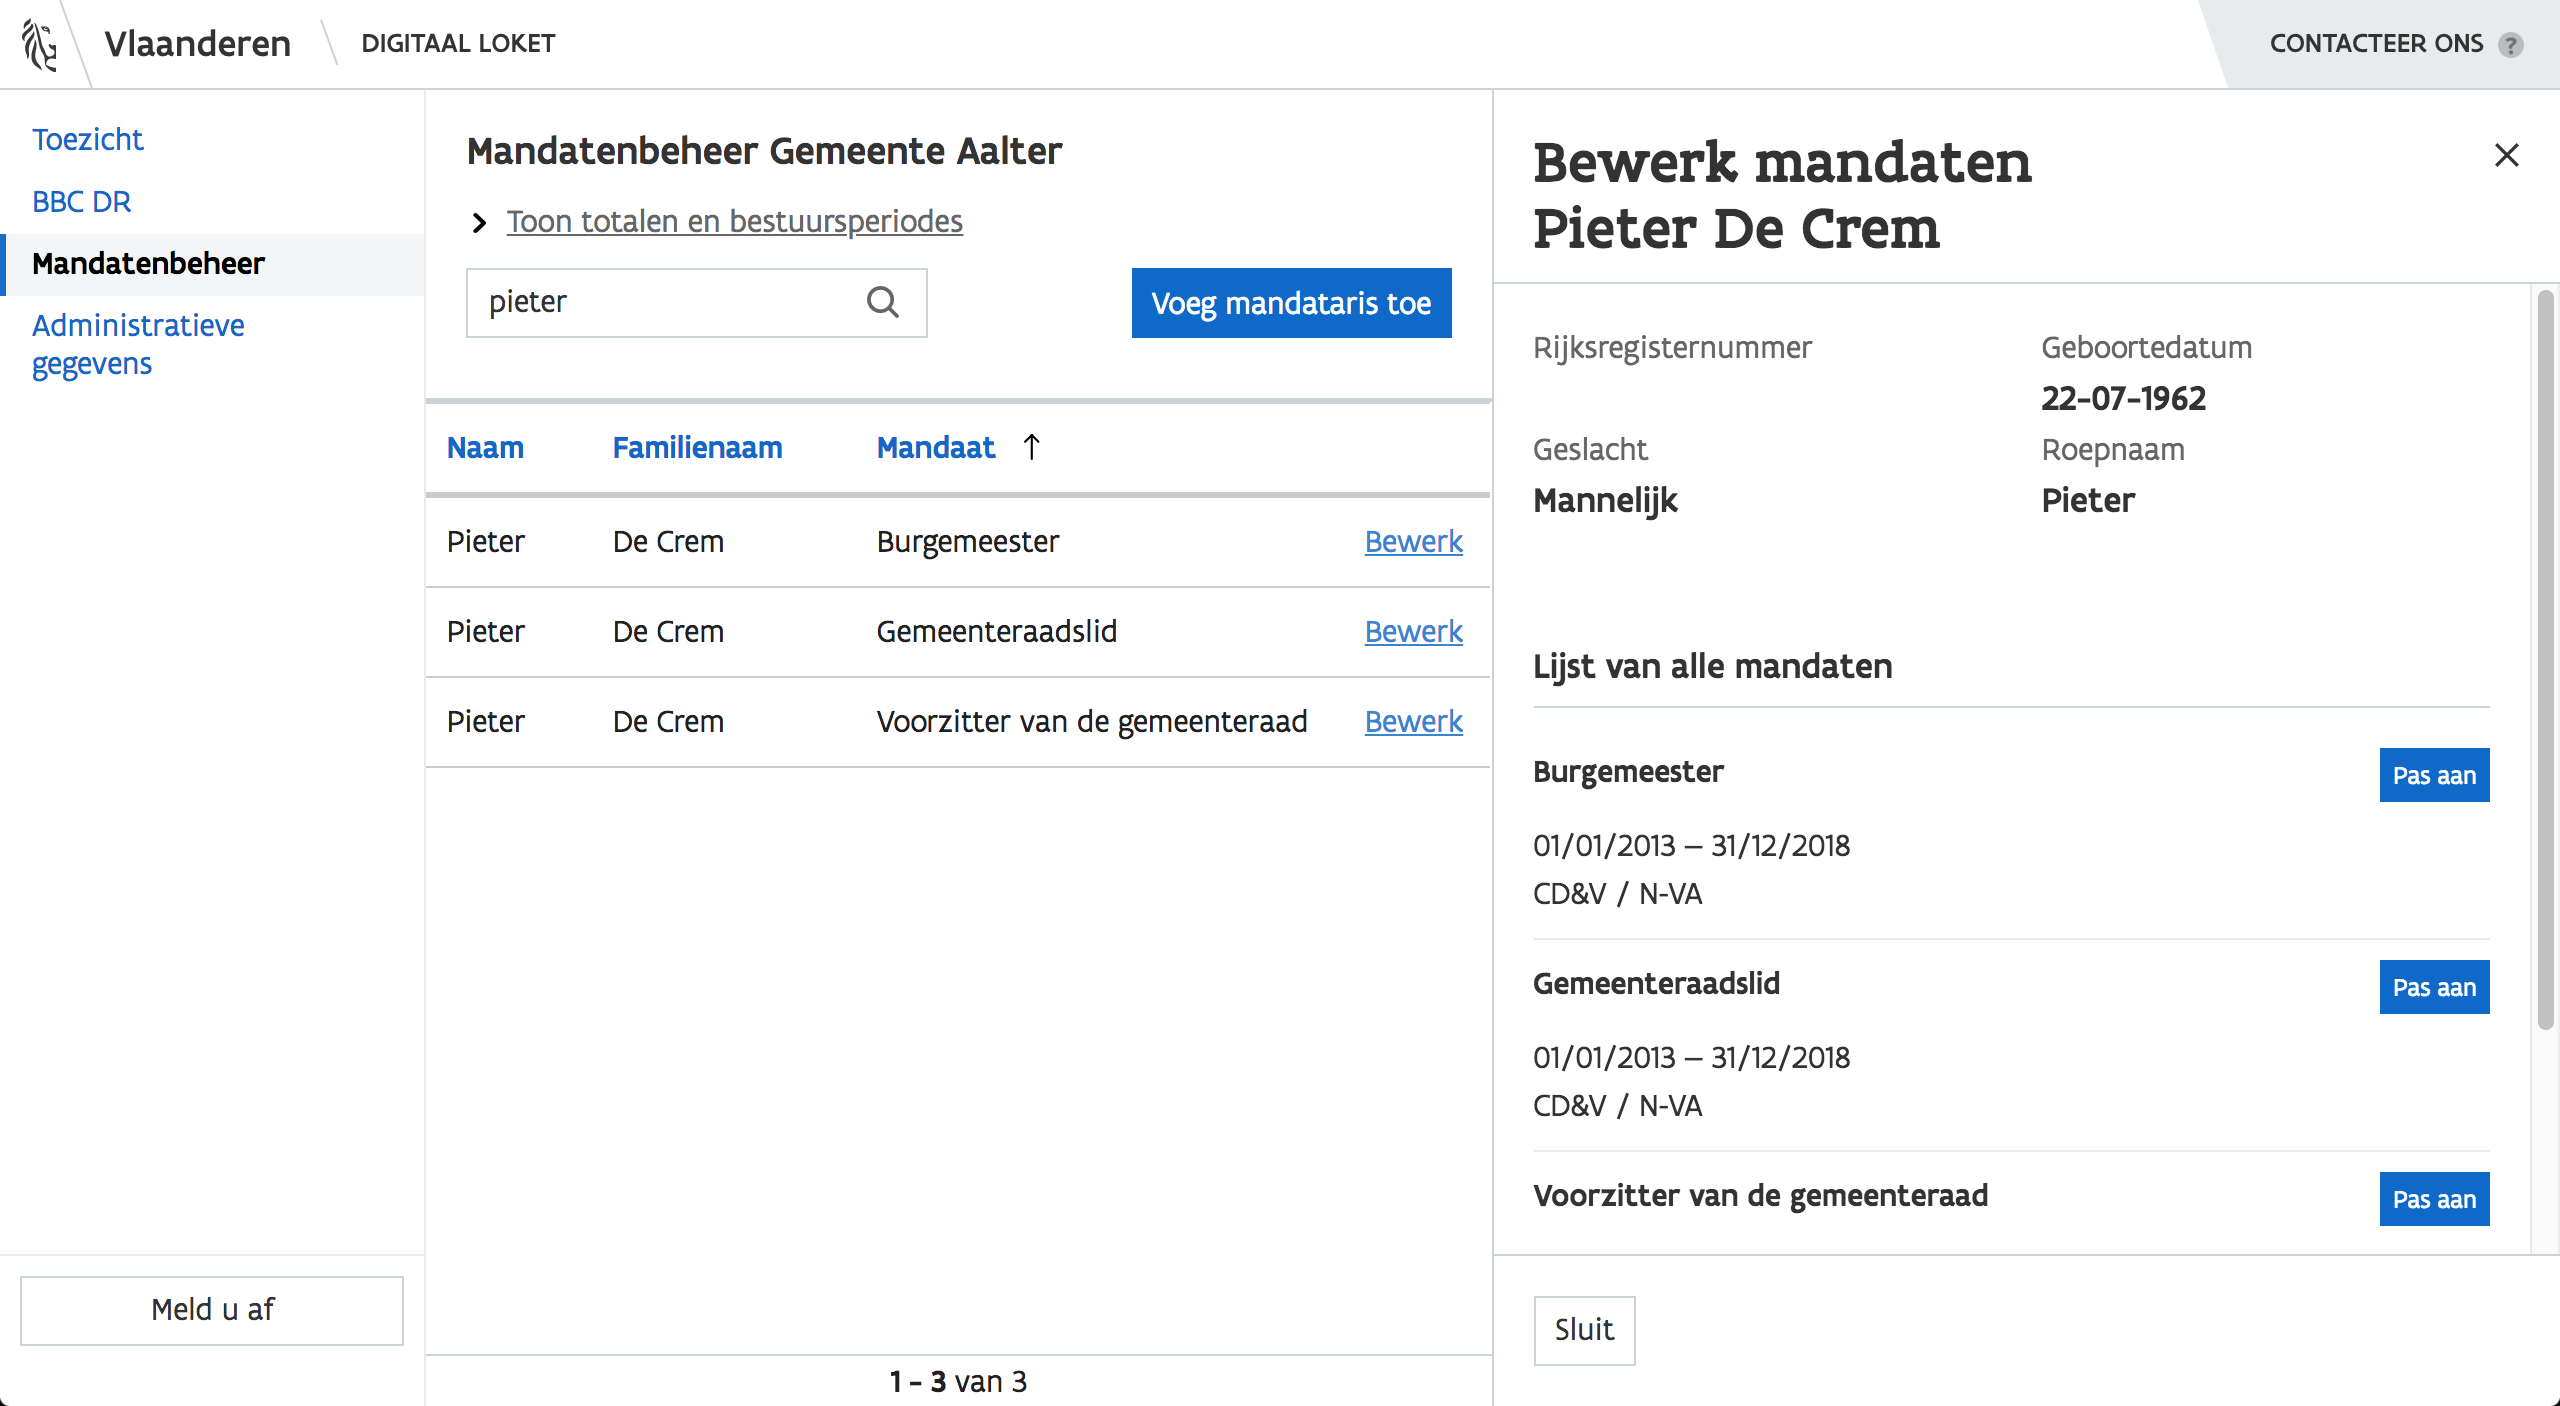 Vlaanderen
DIGITAAL LOKET
CONTACTEER ONS ?
Toezicht
BBC DR
Mandatenbeheer
Administratieve
gegevens
Meld u af
Mandatenbeheer Gemeente Aalter
Toon totalen en bestuursperiodes
pieter
Voeg mandataris toe
Naam Familienaam Mandaat ↑
Pieter De Crem Burgemeester Bewerk
Pieter De Crem Gemeenteraadslid Bewerk
Pieter De Crem Voorzitter van de gemeenteraad Bewerk
1 - 3 van 3
Bewerk mandaten
Pieter De Crem
Rijksregisternummer
Geboortedatum
22-07-1962
Geslacht
Mannelijk
Roepnaam
Pieter
Lijst van alle mandaten
Burgemeester
Pas aan
01/01/2013 – 31/12/2018
CD&V / N-VA
Gemeenteraadslid
Pas aan
01/01/2013 – 31/12/2018
CD&V / N-VA
Voorzitter van de gemeenteraad
Pas aan
Sluit